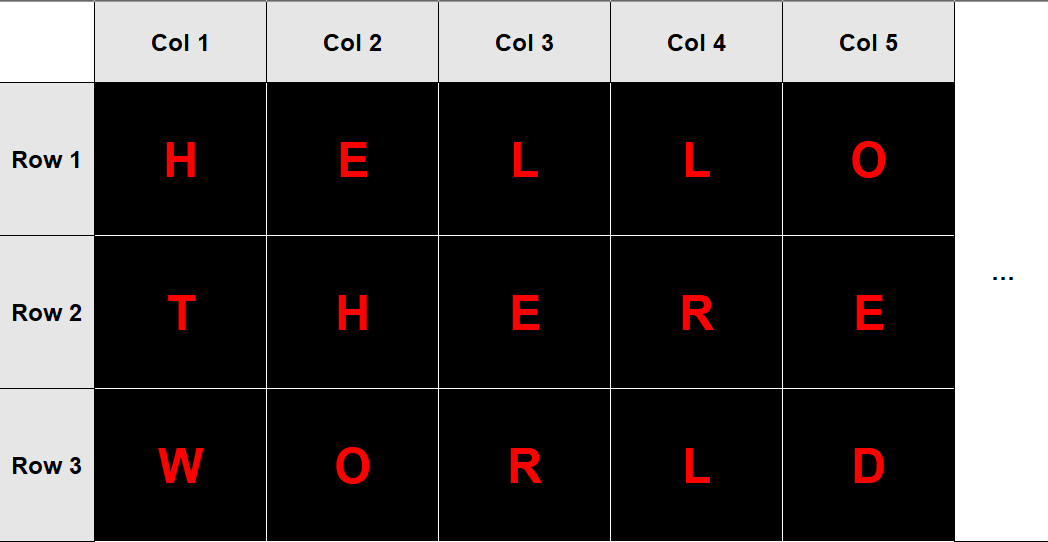 Col 1 Col 2 Col 3 Col 4 Col 5
Row 1 H E L L O
Row 2 T H E R E ...
Row 3 W O R L D